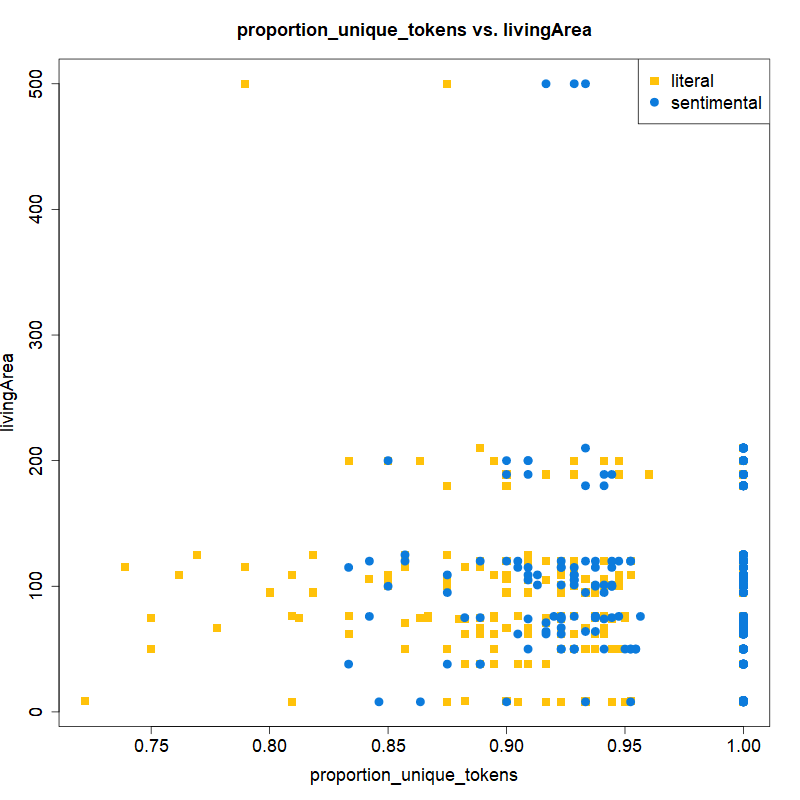 proportion_unique_tokens vs. livingArea
literal
sentimental
livingArea
500
400
300
200
100
0
0.75 0.80 0.85 0.90 0.95 1.00
proportion_unique_tokens